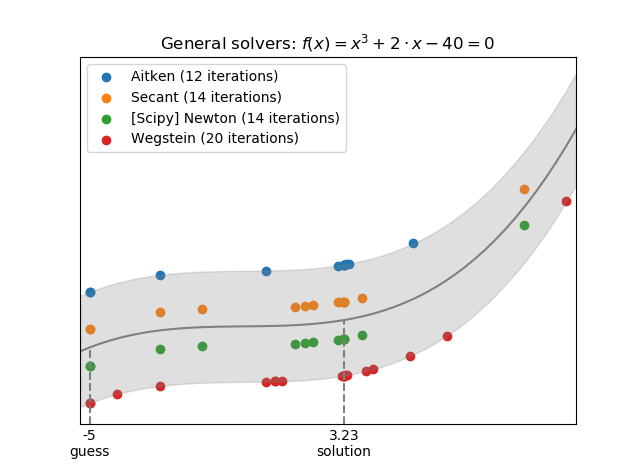 General solvers: f(x) = x³ + 2 · x − 40 = 0
Aitken (12 iterations)
Secant (14 iterations)
[Scipy] Newton (14 iterations)
Wegstein (20 iterations)
-5
guess
3.23
solution